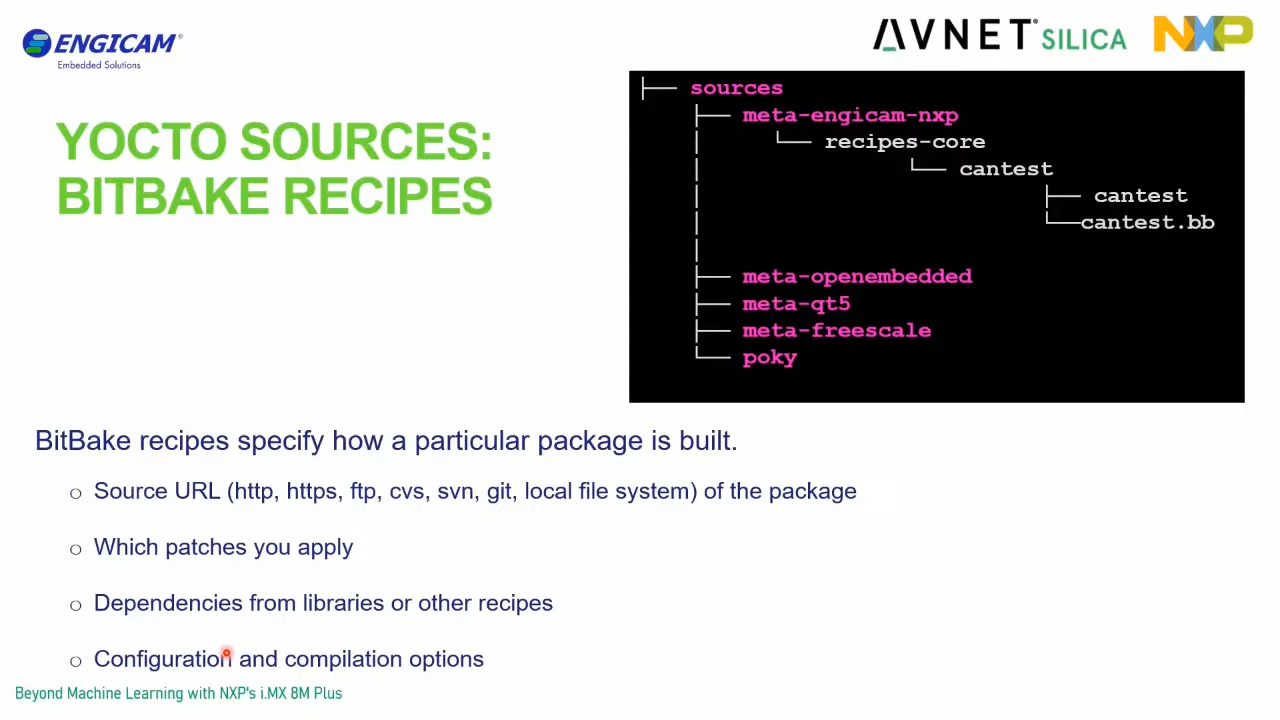 ENGICAM
Embedded Solutions
AVNET SILICA
NXP
YOCTO SOURCES:
BITBAKE RECIPES
├── sources
├── meta-engicam-nxp
│ └── recipes-core
│ └── cantest
│ ├── cantest
│ └──cantest.bb
│
├── meta-openembedded
├── meta-qt5
├── meta-freescale
└── poky
BitBake recipes specify how a particular package is built.
○ Source URL (http, https, ftp, cvs, svn, git, local file system) of the package
○ Which patches you apply
○ Dependencies from libraries or other recipes
○ Configuration and compilation options
Beyond Machine Learning with NXP's i.MX 8M Plus